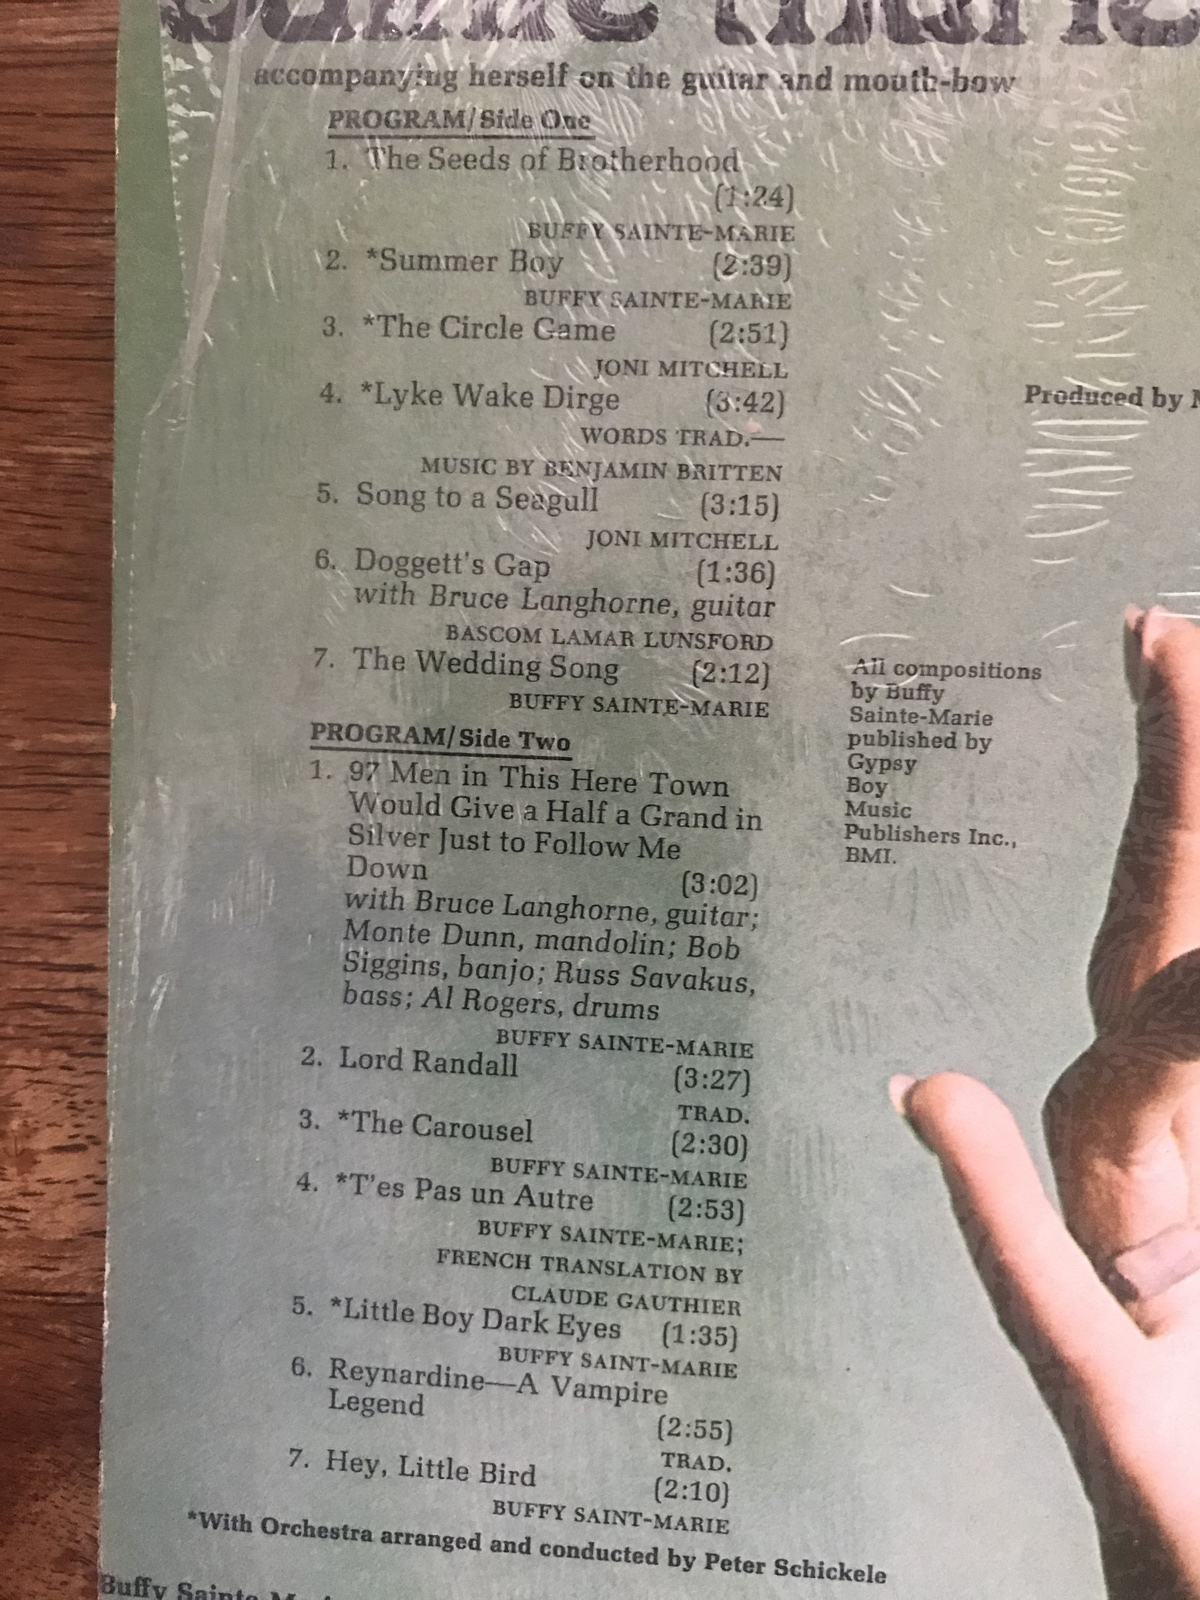 accompanying herself on the guitar and mouth-bow
PROGRAM/Side One
1. The Seeds of Brotherhood
(1:24)
BUFFY SAINTE-MARIE
2. *Summer Boy (2:39)
BUFFY SAINTE-MARIE
3. *The Circle Game (2:51)
JONI MITCHELL
4. *Lyke Wake Dirge (3:42)
WORDS TRAD.—
MUSIC BY BENJAMIN BRITTEN
5. Song to a Seagull (3:15)
JONI MITCHELL
6. Doggett's Gap (1:36)
with Bruce Langhorne, guitar
BASCOM LAMAR LUNSFORD
7. The Wedding Song (2:12)
BUFFY SAINTE-MARIE
PROGRAM/Side Two
1. 97 Men in This Here Town
Would Give a Half a Grand in
Silver Just to Follow Me
Down (3:02)
with Bruce Langhorne, guitar;
Monte Dunn, mandolin; Bob
Siggins, banjo; Russ Savakus,
bass; Al Rogers, drums
BUFFY SAINTE-MARIE
2. Lord Randall (3:27)
TRAD.
3. *The Carousel (2:30)
BUFFY SAINTE-MARIE
4. *T'es Pas un Autre (2:53)
BUFFY SAINTE-MARIE;
FRENCH TRANSLATION BY
CLAUDE GAUTHIER
5. *Little Boy Dark Eyes (1:35)
BUFFY SAINT-MARIE
6. Reynardine—A Vampire
Legend (2:55)
TRAD.
7. Hey, Little Bird (2:10)
BUFFY SAINT-MARIE
*With Orchestra arranged and conducted by Peter Schickele
Buffy Sainte
Produced by
All compositions
by Buffy
Sainte-Marie
published by
Gypsy
Boy
Music
Publishers Inc.,
BMI.